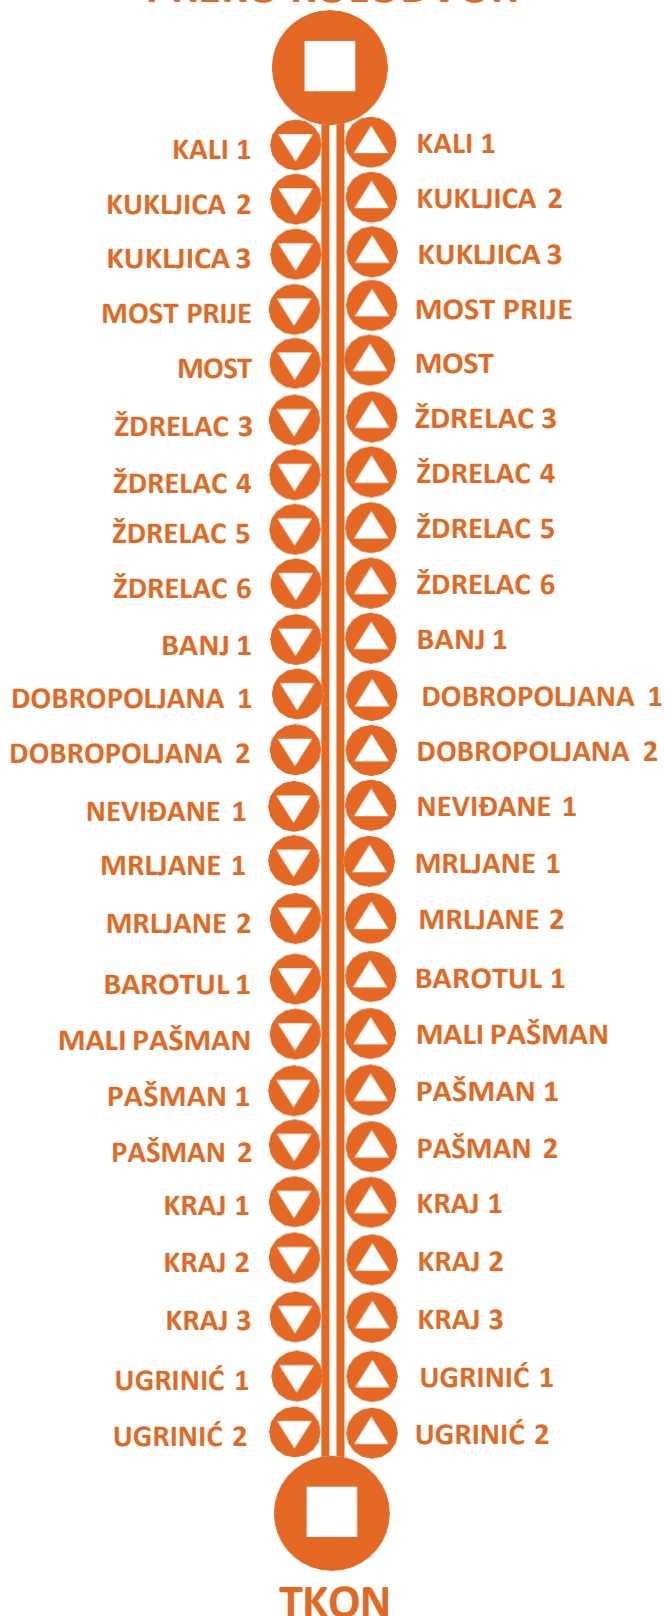 PREKO KOLODVOR
KALI 1
KALI 1
KUKLJICA 2
KUKLJICA 2
KUKLJICA 3
KUKLJICA 3
MOST PRIJE
MOST PRIJE
MOST
MOST
ŽDRELAC 3
ŽDRELAC 3
ŽDRELAC 4
ŽDRELAC 4
ŽDRELAC 5
ŽDRELAC 5
ŽDRELAC 6
ŽDRELAC 6
BANJ 1
BANJ 1
DOBROPOLJANA 1
DOBROPOLJANA 1
DOBROPOLJANA 2
DOBROPOLJANA 2
NEVIĐANE 1
NEVIĐANE 1
MRLJANE 1
MRLJANE 1
MRLJANE 2
MRLJANE 2
BAROTUL 1
BAROTUL 1
MALI PAŠMAN
MALI PAŠMAN
PAŠMAN 1
PAŠMAN 1
PAŠMAN 2
PAŠMAN 2
KRAJ 1
KRAJ 1
KRAJ 2
KRAJ 2
KRAJ 3
KRAJ 3
UGRINIĆ 1
UGRINIĆ 1
UGRINIĆ 2
UGRINIĆ 2
TKON